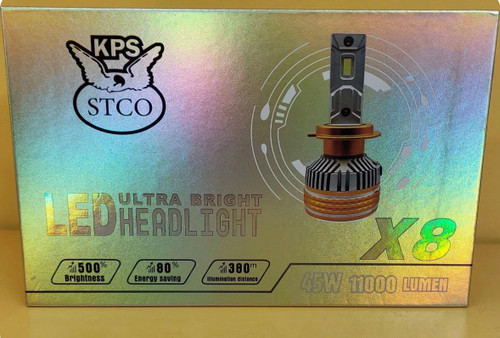 KPS
STCO
ULTRA BRIGHT
LED HEADLIGHT
X8
500% Brightness
80% Energy saving
380m Illumination distance
45W 11000 LUMEN